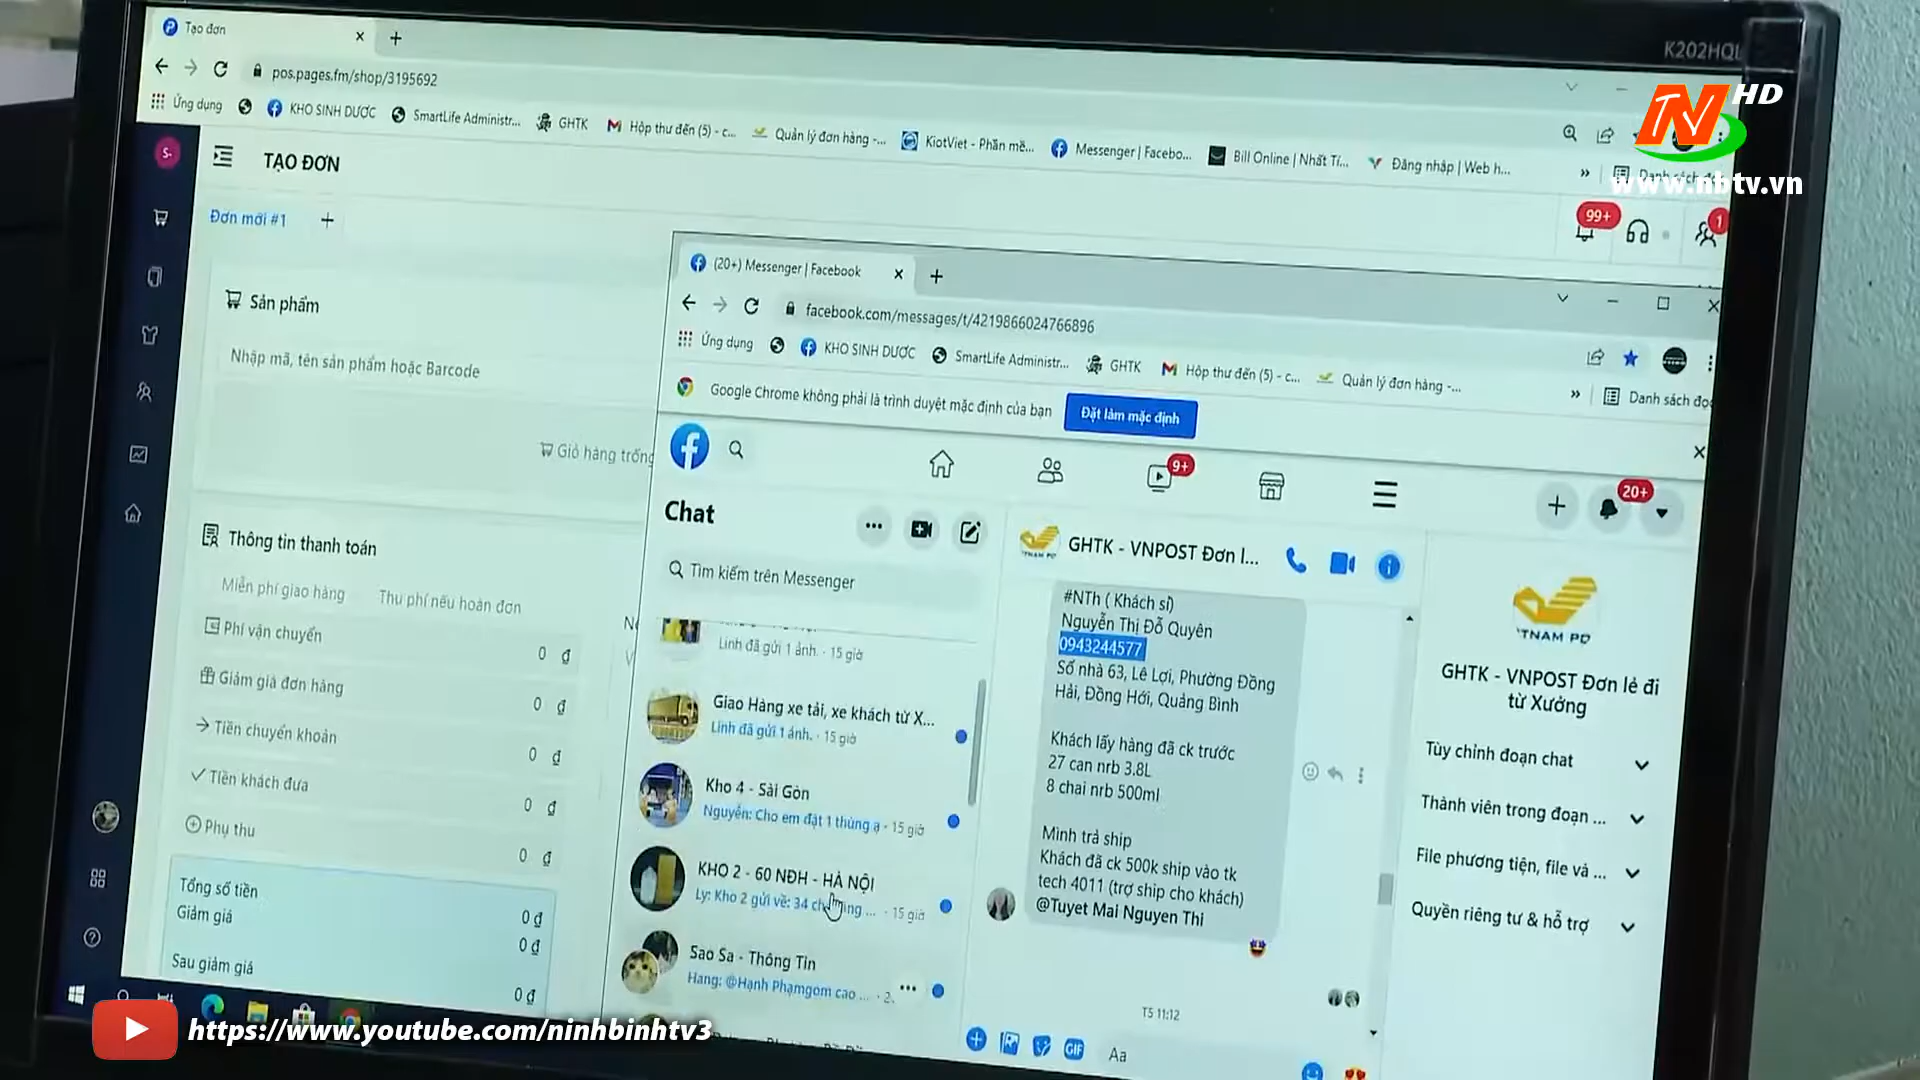 K202HQL
Tạo đơn
pos.pages.fm/shop/3195692
Ứng dụng
KHO SINH DƯỢC
SmartLife Administr...
GHTK
Hộp thư đến (5) - c...
Quản lý đơn hàng -...
KiotViet - Phần mề...
Messenger | Facebo...
Bill Online | Nhất Tí...
Đăng nhập | Web h...
»
HD
www.nbtv.vn
S-
TẠO ĐƠN
Đơn mới #1
99+
1
Sản phẩm
Nhập mã, tên sản phẩm hoặc Barcode
Giỏ hàng trống
Thông tin thanh toán
Miễn phí giao hàng
Thu phí nếu hoàn đơn
Phí vận chuyển
0 đ
Giảm giá đơn hàng
0 đ
Tiền chuyển khoản
0 đ
Tiền khách đưa
0 đ
Phụ thu
0 đ
Tổng số tiền
0 đ
Giảm giá
0 đ
Sau giảm giá
0 đ
(20+) Messenger | Facebook
facebook.com/messages/t/4219866024766896
Ứng dụng
KHO SINH DƯỢC
SmartLife Administr...
GHTK
Hộp thư đến (5) - c...
Quản lý đơn hàng -...
»
Danh sách đọc
Google Chrome không phải là trình duyệt mặc định của bạn
Đặt làm mặc định
9+
20+
Chat
Tìm kiếm trên Messenger
Linh đã gửi 1 ảnh. · 15 giờ
Giao Hàng xe tải, xe khách từ X...
Linh đã gửi 1 ảnh. · 15 giờ
Kho 4 - Sài Gòn
Nguyễn: Cho em đặt 1 thùng ạ · 15 giờ
KHO 2 - 60 NĐH - HÀ NỘI
Ly: Kho 2 gửi về: 34 ... · 15 giờ
Sao Sa - Thông Tin
Hang: @Hạnh Phạmgom cao ...
GHTK - VNPOST Đơn l...
#NTh ( Khách sỉ)
Nguyễn Thị Đỗ Quyên
0943244577
Số nhà 63, Lê Lợi, Phường Đồng
Hải, Đồng Hới, Quảng Bình
Khách lấy hàng đã ck trước
27 can nrb 3.8L
8 chai nrb 500ml
Mình trả ship
Khách đã ck 500k ship vào tk
tech 4011 (trợ ship cho khách)
@Tuyet Mai Nguyen Thi
T5 11:12
GIF
Aa
TNAM PO
GHTK - VNPOST Đơn lẻ đi
từ Xưởng
Tùy chỉnh đoạn chat
Thành viên trong đoạn ...
File phương tiện, file và ...
Quyền riêng tư & hỗ trợ
https://www.youtube.com/ninhbinhtv3